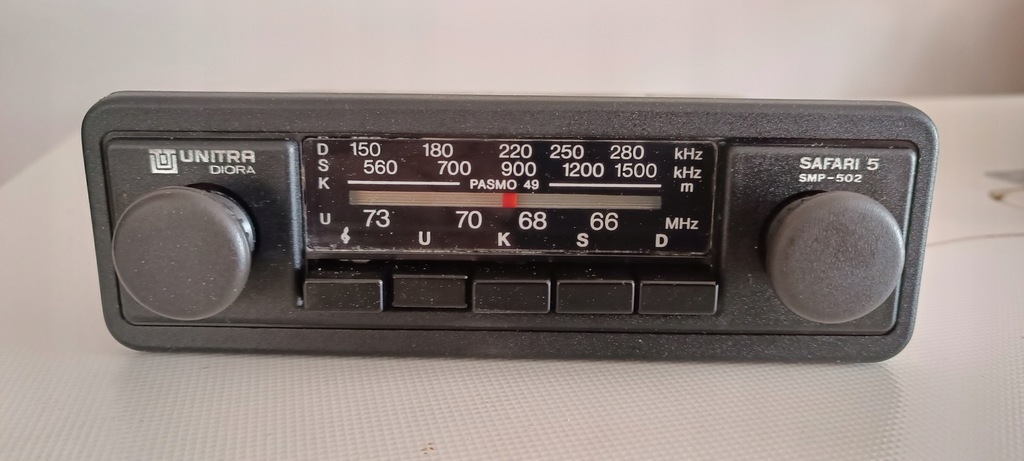 UNITRA
DIORA
D 150 180 220 250 280 kHz
S 560 700 900 1200 1500 kHz
K PASMO 49 m
U 73 70 68 66 MHz
U K S D
SAFARI 5
SMP-502